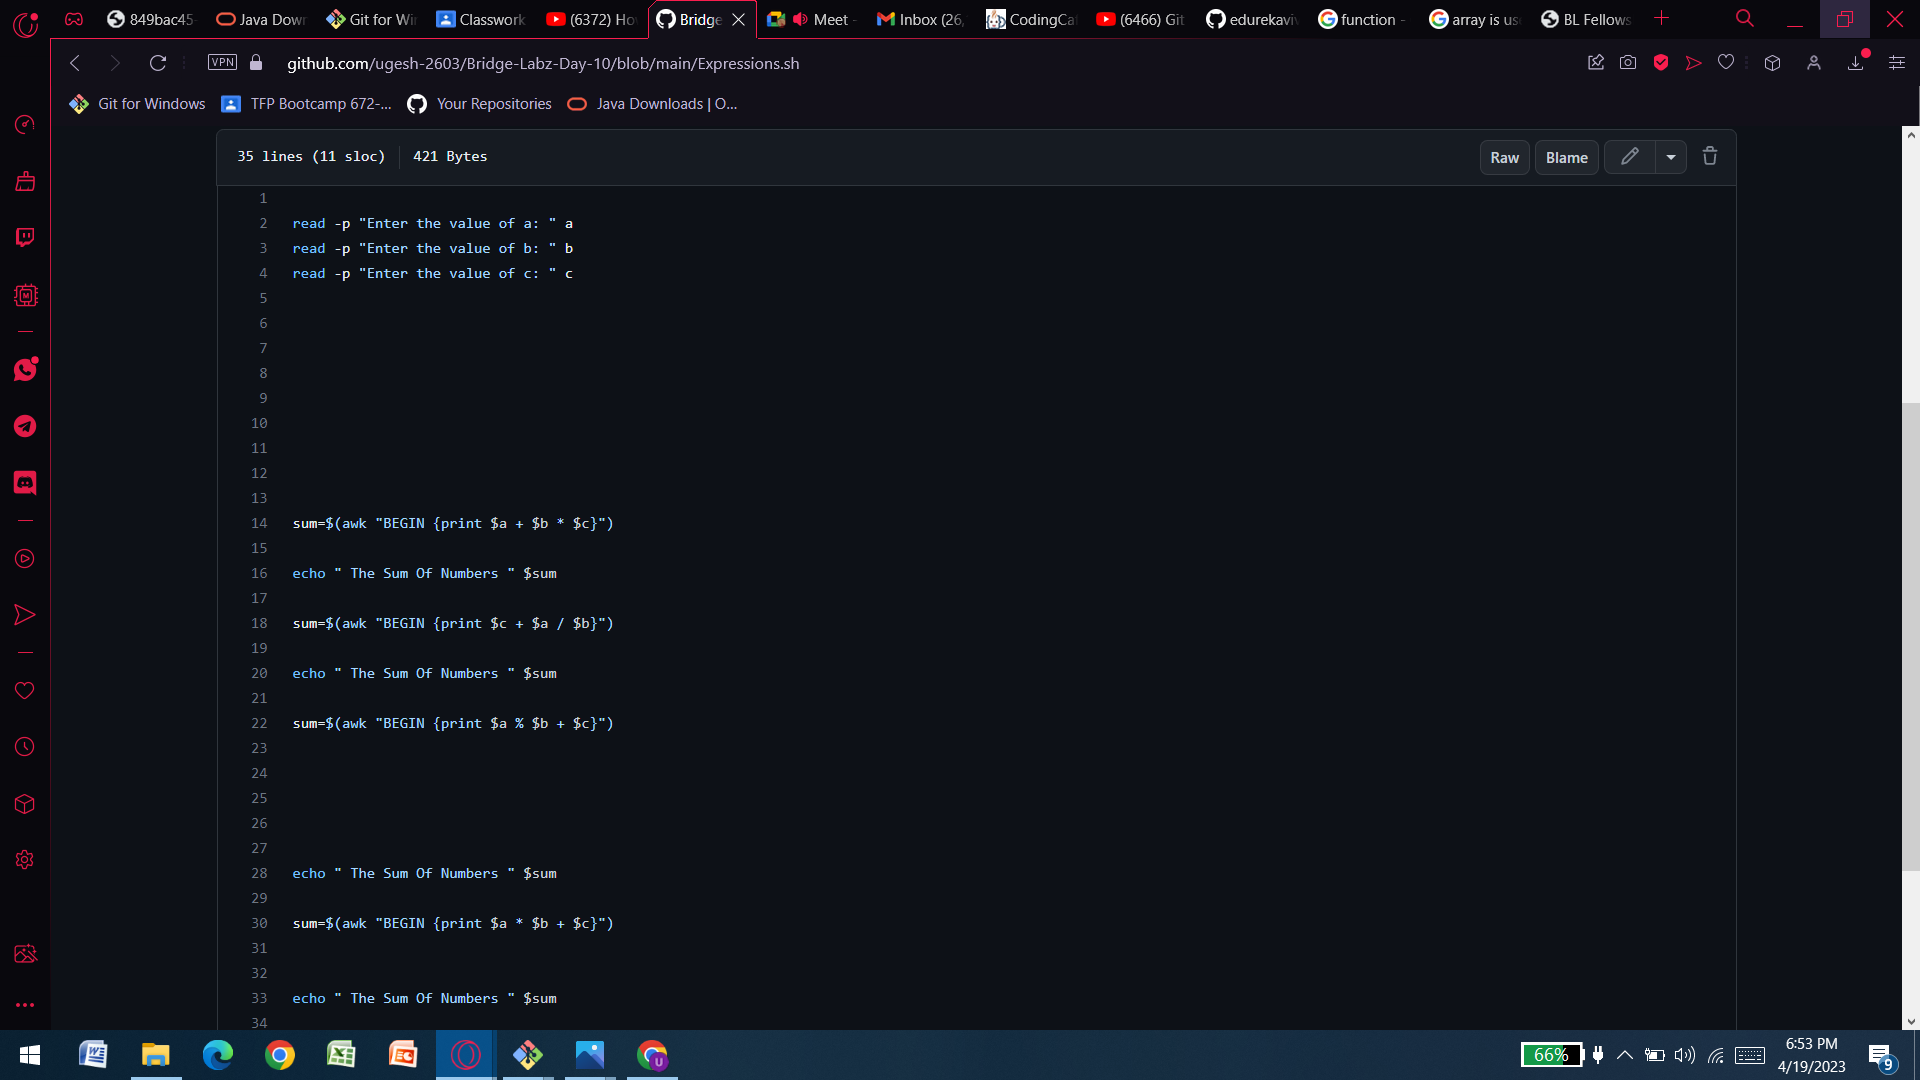 849bac45
Java Down
Git for Wir
Classwork
(6372) Ho
Bridge
Meet -
Inbox (26,
CodingCa
(6466) Git
edurekaviv
function -
array is us
BL Fellows
VPN
github.com/ugesh-2603/Bridge-Labz-Day-10/blob/main/Expressions.sh
Git for Windows
TFP Bootcamp 672-...
Your Repositories
Java Downloads | O...
35 lines (11 sloc)
421 Bytes
Raw
Blame
1
2 read -p "Enter the value of a: " a
3 read -p "Enter the value of b: " b
4 read -p "Enter the value of c: " c
5
6
7
8
9
10
11
12
13
14 sum=$(awk "BEGIN {print $a + $b * $c}")
15
16 echo " The Sum Of Numbers " $sum
17
18 sum=$(awk "BEGIN {print $c + $a / $b}")
19
20 echo " The Sum Of Numbers " $sum
21
22 sum=$(awk "BEGIN {print $a % $b + $c}")
23
24
25
26
27
28 echo " The Sum Of Numbers " $sum
29
30 sum=$(awk "BEGIN {print $a * $b + $c}")
31
32
33 echo " The Sum Of Numbers " $sum
34
66%
6:53 PM
4/19/2023
9